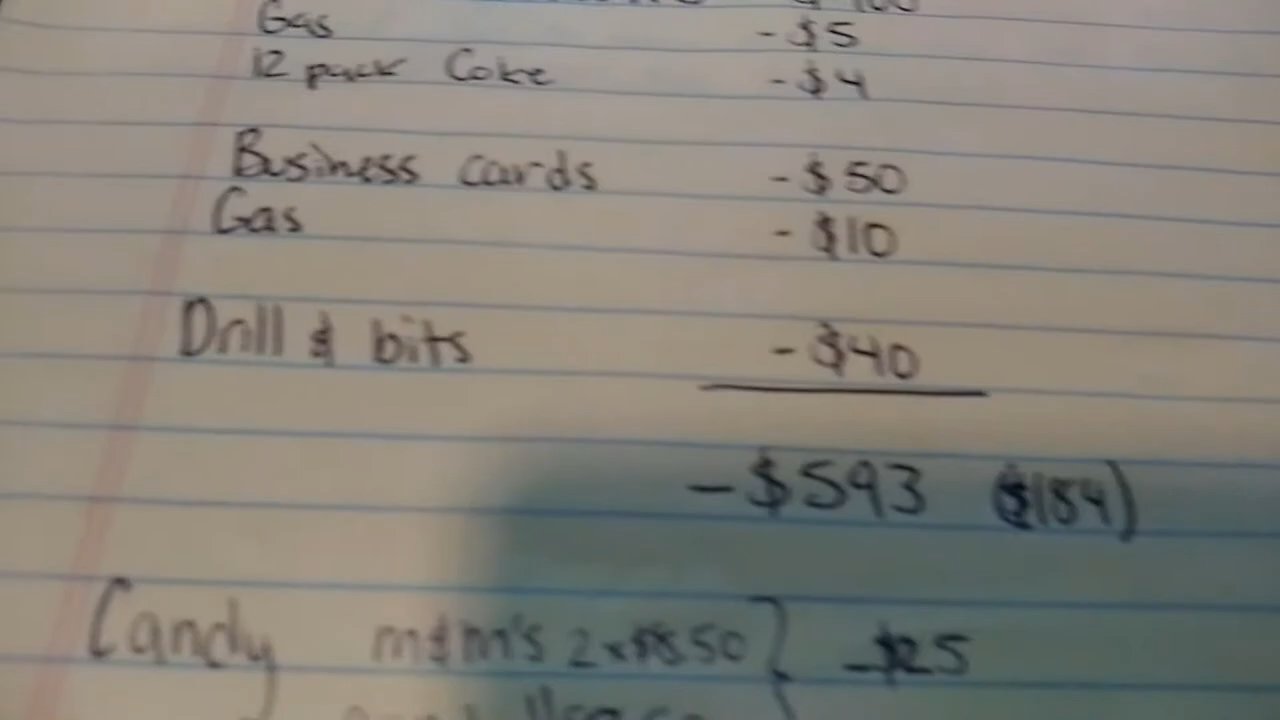 Gas -$5
12 pack Coke -$4
Business cards -$50
Gas -$10
Drill & bits -$40
-$593 ($184)
Candy m&m's 2x 50 } -$25